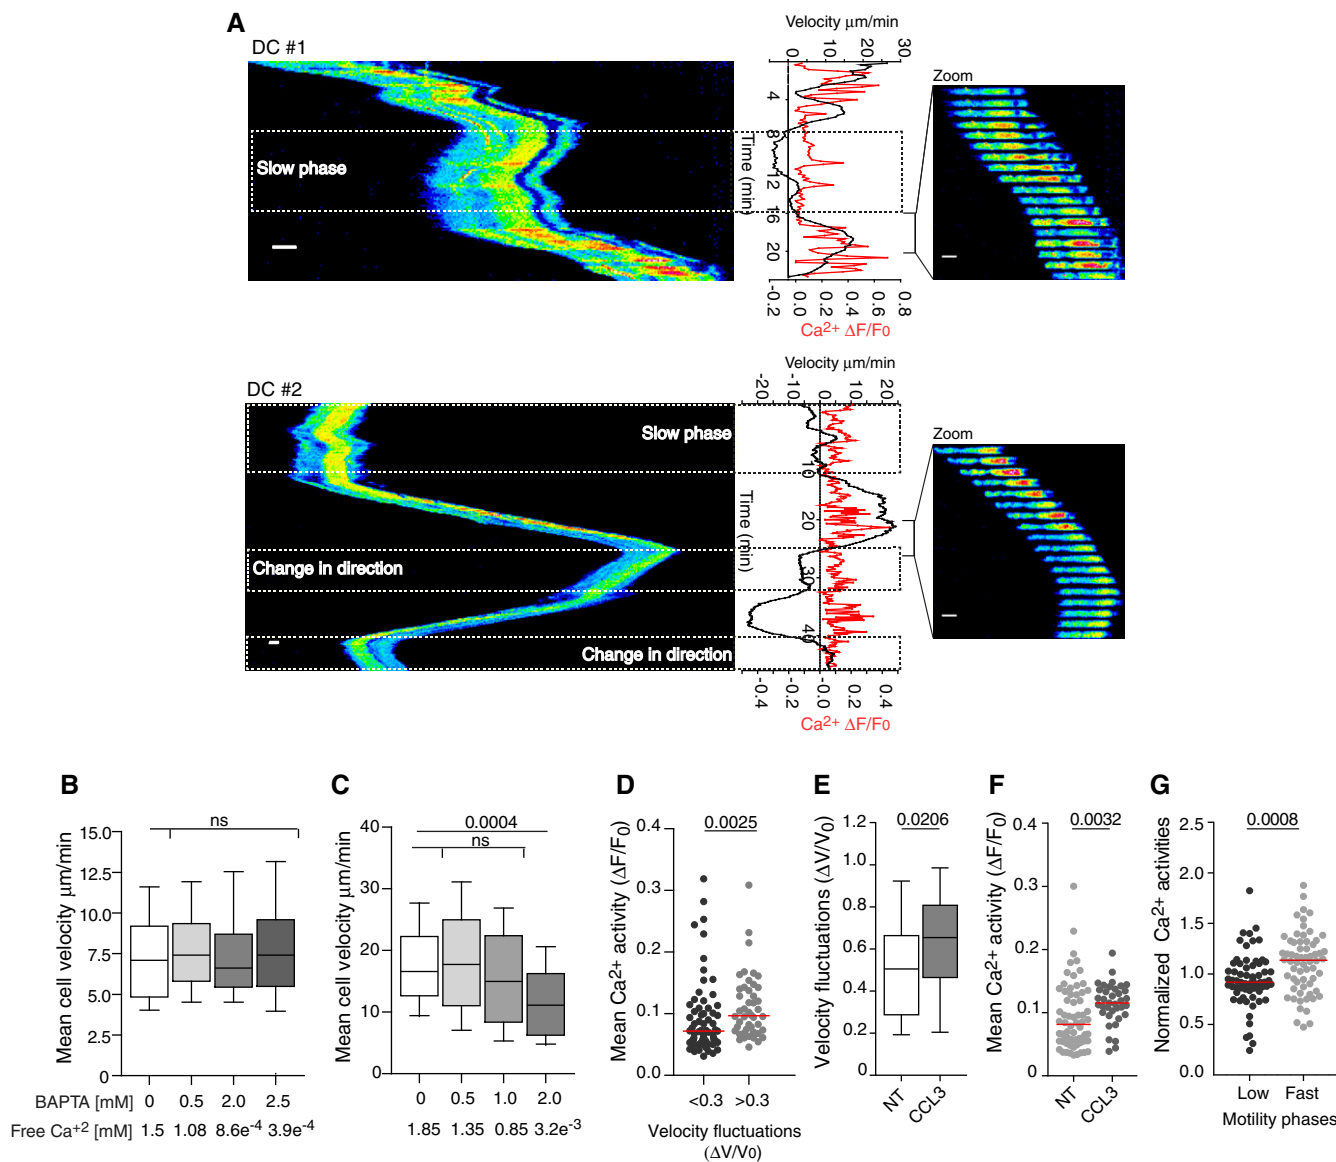 A
DC #1
Velocity μm/min
0 10 20 30
Zoom
Slow phase
4
8
12
16
20
Time (min)
-0.2 0.0 0.2 0.4 0.6 0.8
Ca2+ ΔF/F0
DC #2
Velocity μm/min
-20 -10 0 10 20
Zoom
Slow phase
10
20
30
40
Time (min)
Change in direction
Change in direction
-0.4 0.0 0.2 0.4
Ca2+ ΔF/F0
B
ns
Mean cell velocity μm/min
15.0
12.5
10.0
7.5
5.0
2.5
0
BAPTA [mM] 0 0.5 2.0 2.5
Free Ca+2 [mM] 1.5 1.08 8.6e-4 3.9e-4
C
0.0004
ns
Mean cell velocity μm/min
40
30
20
10
0
0 0.5 1.0 2.0
1.85 1.35 0.85 3.2e-3
D
0.0025
Mean Ca2+ activity (ΔF/F0)
0.4
0.3
0.2
0.1
0
<0.3 >0.3
Velocity fluctuations
(ΔV/V0)
E
0.0206
Velocity fluctuations (ΔV/V0)
1.2
1.0
0.8
0.6
0.4
0.2
0
NT CCL3
F
0.0032
Mean Ca2+ activity (ΔF/F0)
0.4
0.3
0.2
0.1
0
NT CCL3
G
0.0008
Normalized Ca2+ activities
2.5
2.0
1.5
1.0
0.5
0.0
Low Fast
Motility phases